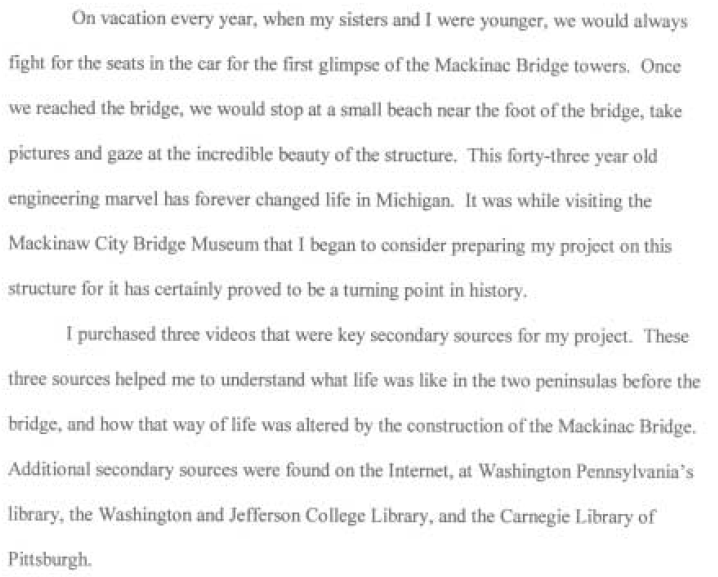 On vacation every year, when my sisters and I were younger, we would always
fight for the seats in the car for the first glimpse of the Mackinac Bridge towers.  Once
we reached the bridge, we would stop at a small beach near the foot of the bridge, take
pictures and gaze at the incredible beauty of the structure.  This forty-three year old
engineering marvel has forever changed life in Michigan.  It was while visiting the
Mackinaw City Bridge Museum that I began to consider preparing my project on this
structure for it has certainly proved to be a turning point in history.
I purchased three videos that were key secondary sources for my project.  These
three sources helped me to understand what life was like in the two peninsulas before the
bridge, and how that way of life was altered by the construction of the Mackinac Bridge.
Additional secondary sources were found on the Internet, at Washington Pennsylvania's
library, the Washington and Jefferson College Library, and the Carnegie Library of
Pittsburgh.